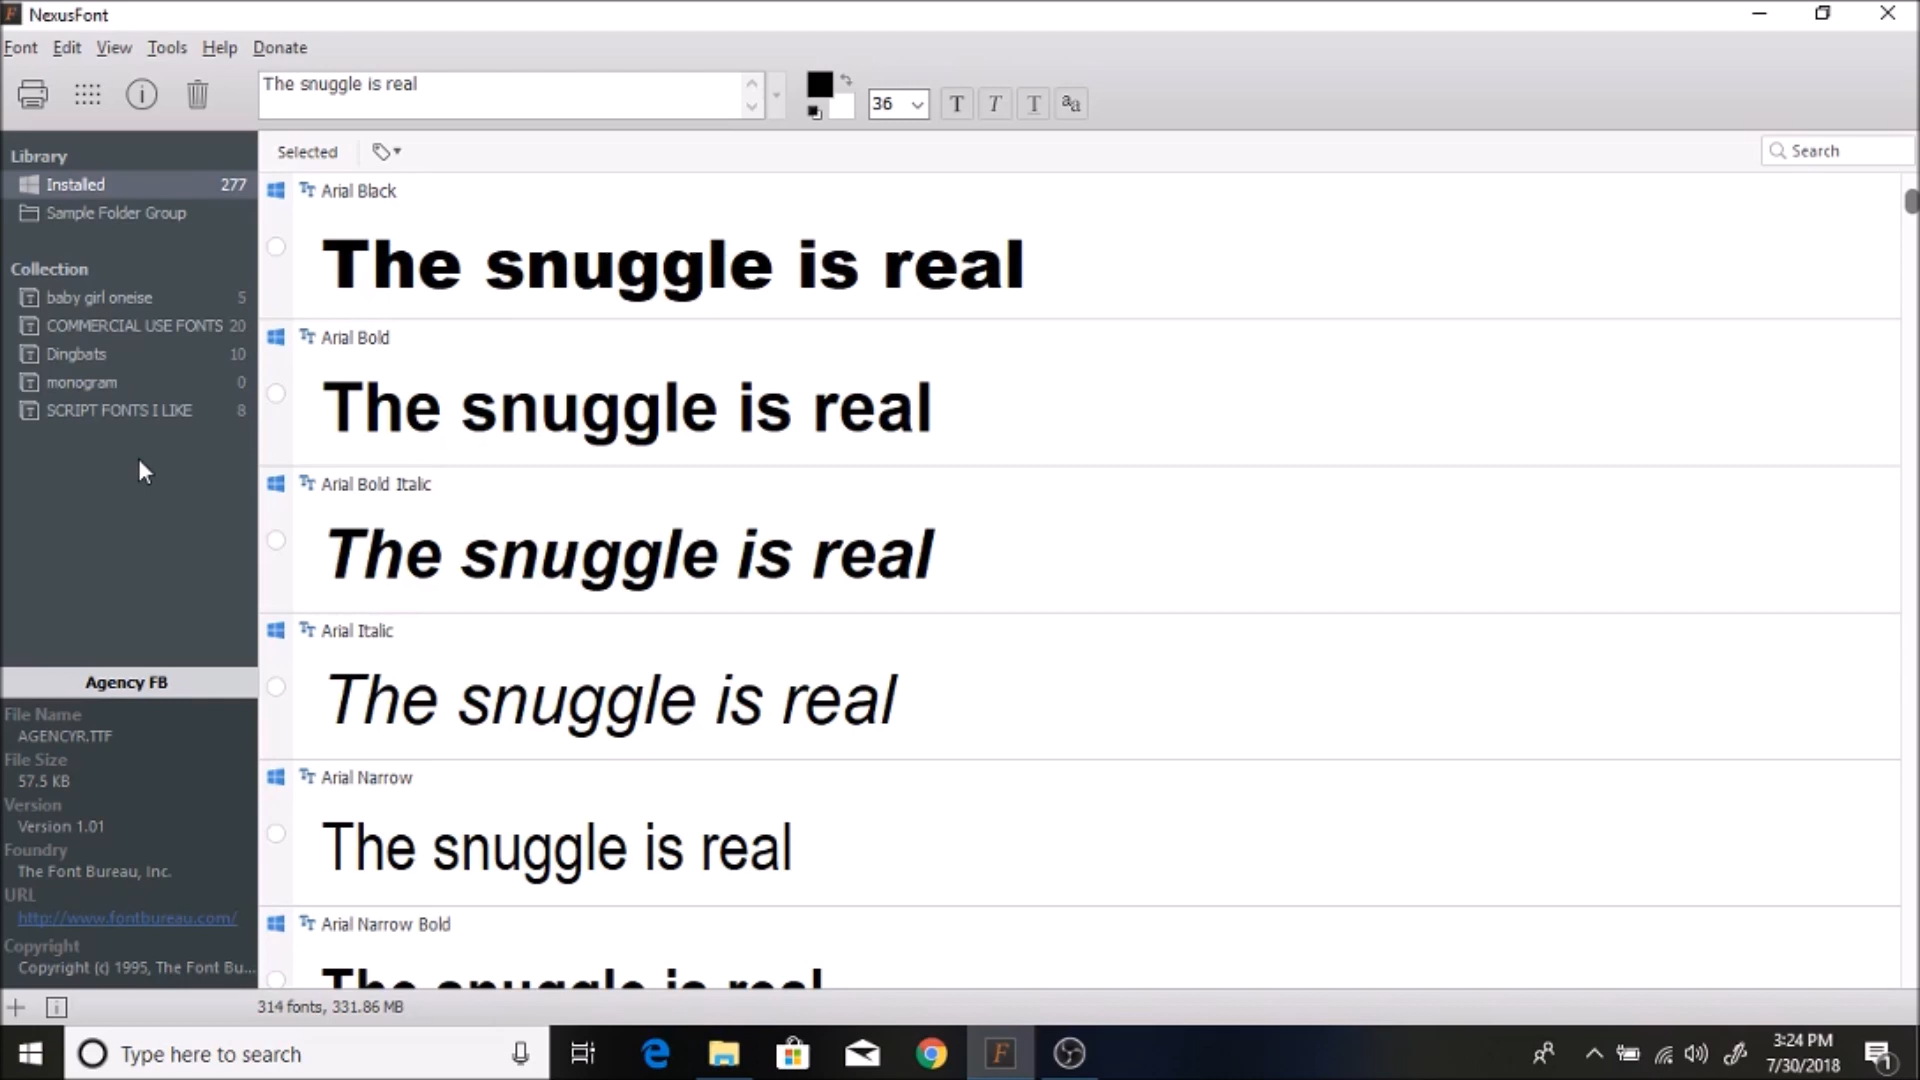 NexusFont
Font Edit View Tools Help Donate
The snuggle is real
36 T T T aa
Library
Installed 277
Sample Folder Group
Collection
baby girl oneise 5
COMMERCIAL USE FONTS 20
Dingbats 10
monogram 0
SCRIPT FONTS I LIKE 8
Agency FB
File Name
AGENCYR.TTF
File Size
57.5 KB
Version
Version 1.01
Foundry
The Font Bureau, Inc.
URL
http://www.fontbureau.com/
Copyright
Copyright (c) 1995, The Font Bu...
Selected
Search
Arial Black
The snuggle is real
Arial Bold
The snuggle is real
Arial Bold Italic
The snuggle is real
Arial Italic
The snuggle is real
Arial Narrow
The snuggle is real
Arial Narrow Bold
The snuggle is real
314 fonts, 331.86 MB
Type here to search
3:24 PM
7/30/2018
1